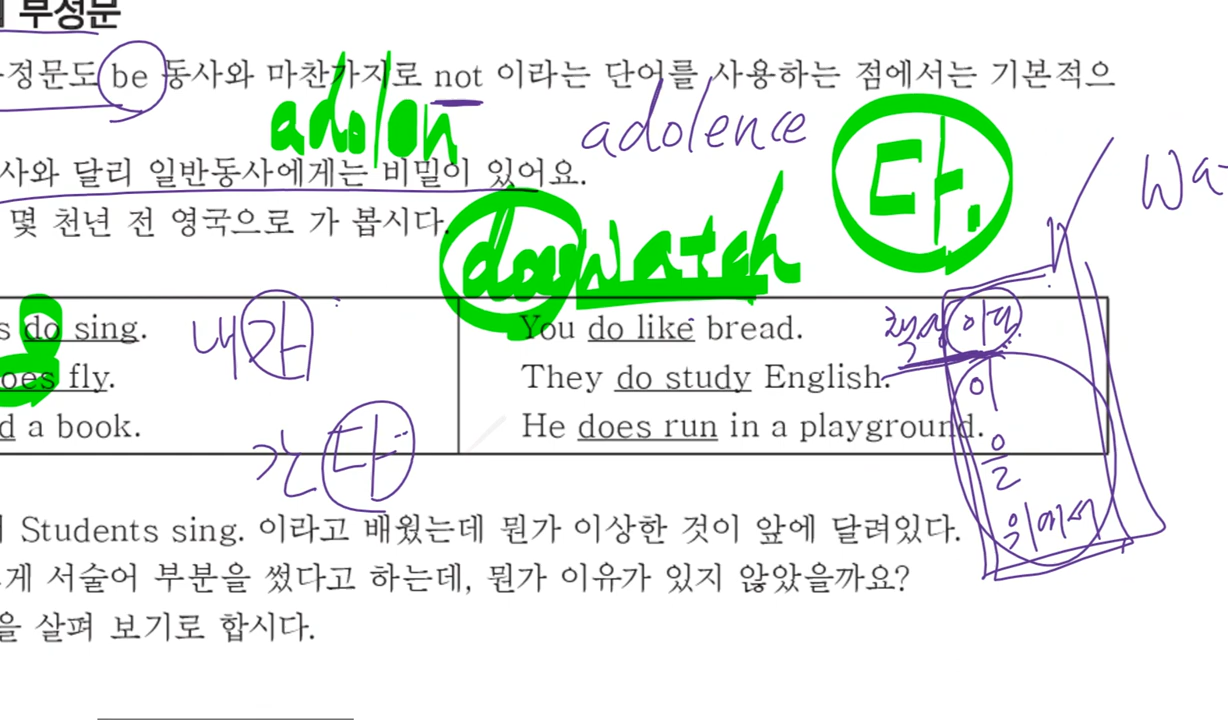 부정문
정문도 be 동사와 마찬가지로 not 이라는 단어를 사용하는 점에서는 기본적으
adolen adolence
사와 달리 일반동사에게는 비밀이 있어요.
다.
몇 천년 전 영국으로 가 봅시다.
watch
do sing. 내가 You do like bread. 책상 이다
oes fly. They do study English. 이
a book. 간다 He does run in a playground. 을
위에서
Students sing. 이라고 배웠는데 뭔가 이상한 것이 앞에 달려있다.
게 서술어 부분을 썼다고 하는데, 뭔가 이유가 있지 않았을까요?
을 살펴 보기로 합시다.